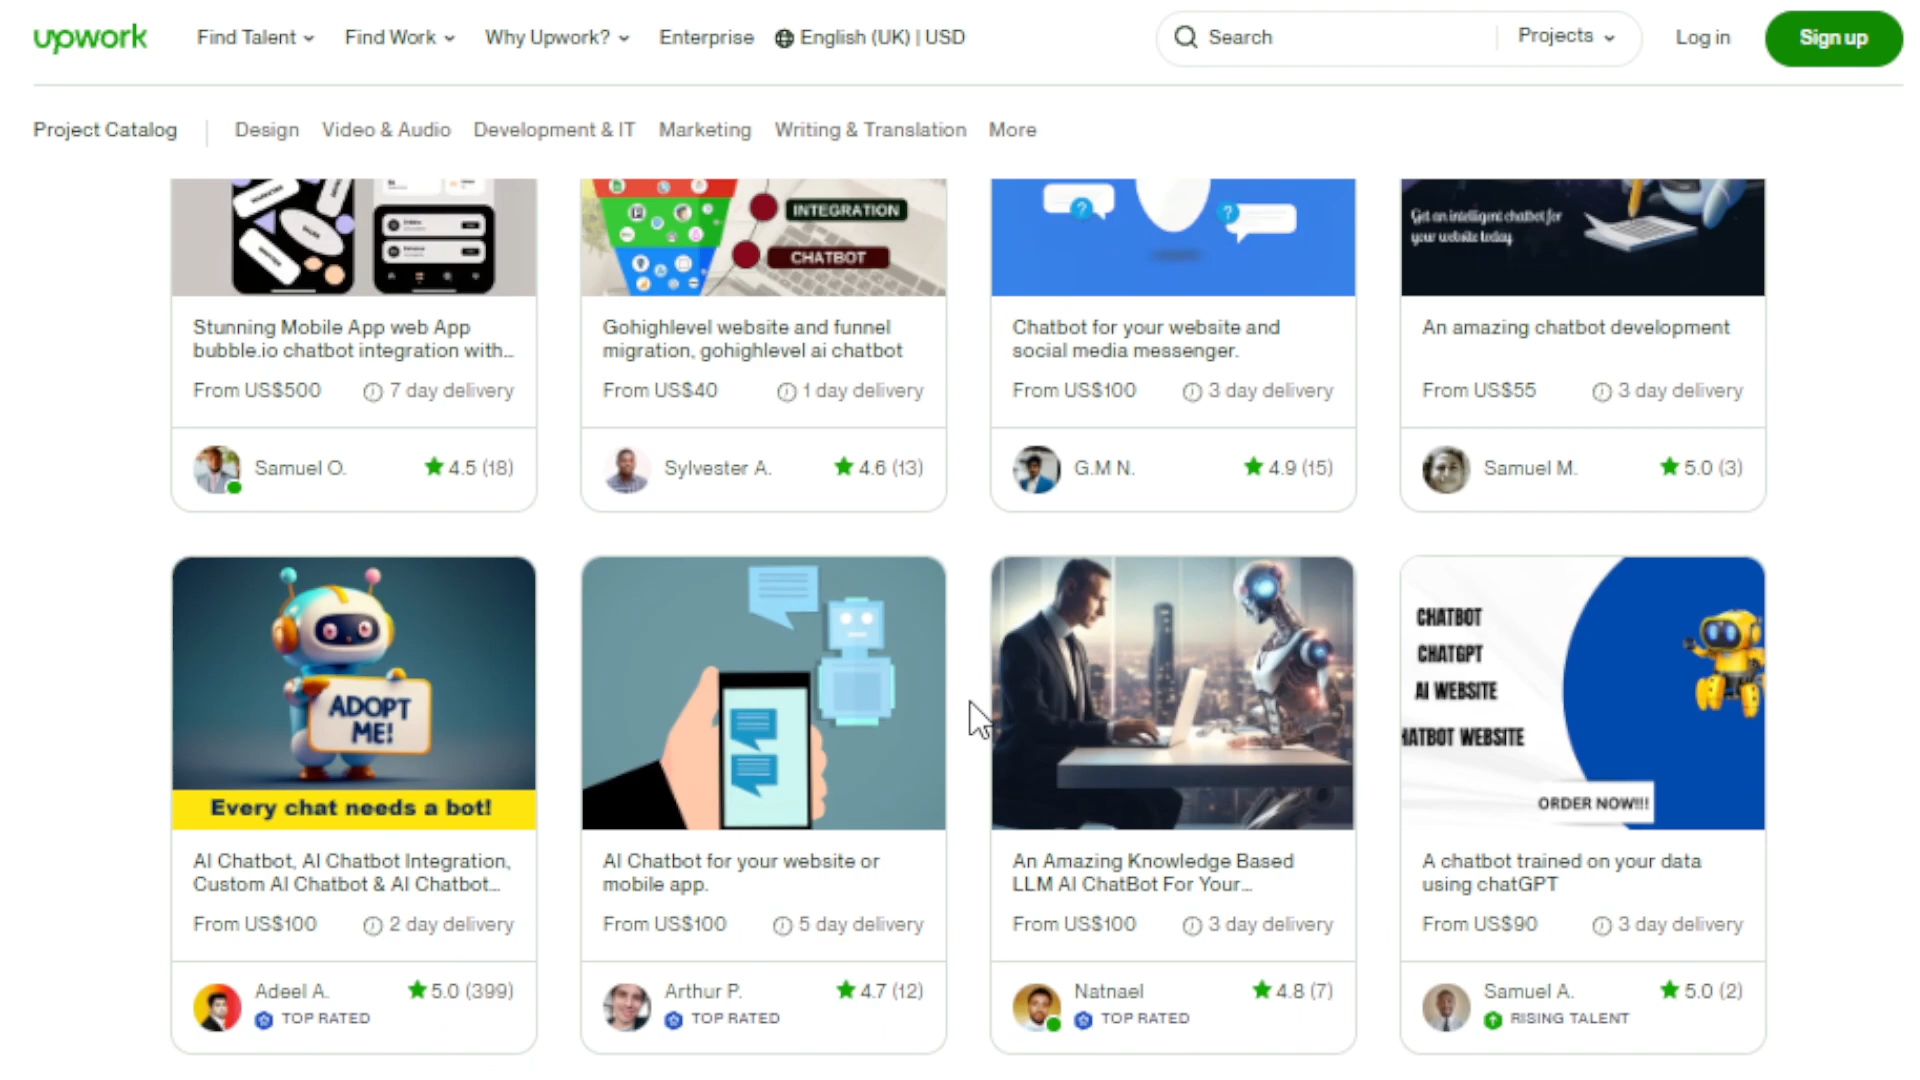 upwork
Find Talent
Find Work
Why Upwork?
Enterprise
English (UK) | USD
Search
Projects
Log in
Sign up
Project Catalog
Design
Video & Audio
Development & IT
Marketing
Writing & Translation
More
INTEGRATION
CHATBOT
?
?
Get an intelligent chatbot for
your website today.
Stunning Mobile App web App
bubble.io chatbot integration with...
From US$500
7 day delivery
Samuel O.
4.5 (18)
Gohighlevel website and funnel
migration, gohighlevel ai chatbot
From US$40
1 day delivery
Sylvester A.
4.6 (13)
Chatbot for your website and
social media messenger.
From US$100
3 day delivery
G.M N.
4.9 (15)
An amazing chatbot development
From US$55
3 day delivery
Samuel M.
5.0 (3)
ADOPT
ME!
Every chat needs a bot!
AI Chatbot, AI Chatbot Integration,
Custom AI Chatbot & AI Chatbot...
From US$100
2 day delivery
Adeel A.
5.0 (399)
TOP RATED
AI Chatbot for your website or
mobile app.
From US$100
5 day delivery
Arthur P.
4.7 (12)
TOP RATED
An Amazing Knowledge Based
LLM AI ChatBot For Your...
From US$100
3 day delivery
Natnael
4.8 (7)
TOP RATED
CHATBOT
CHATGPT
AI WEBSITE
HATBOT WEBSITE
ORDER NOW!!!
A chatbot trained on your data
using chatGPT
From US$90
3 day delivery
Samuel A.
5.0 (2)
RISING TALENT